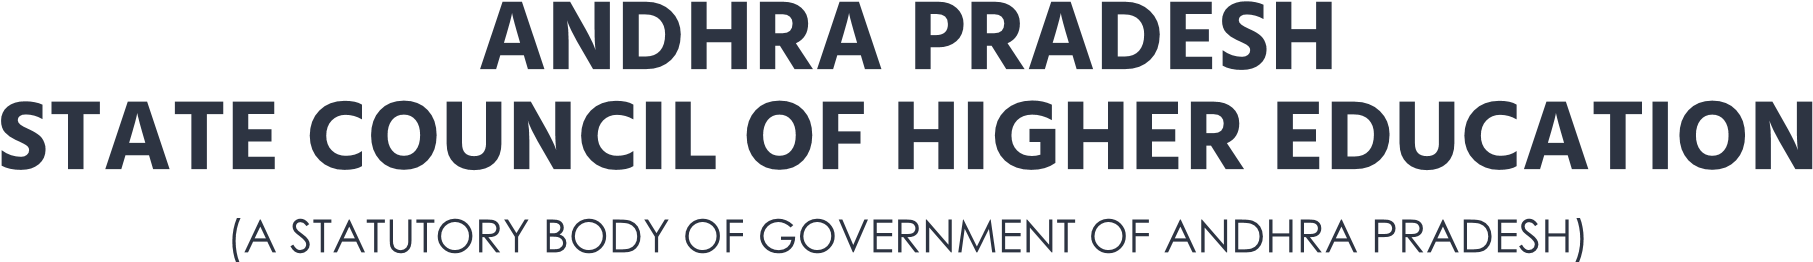 ANDHRA PRADESH
STATE COUNCIL OF HIGHER EDUCATION
(A STATUTORY BODY OF GOVERNMENT OF ANDHRA PRADESH)